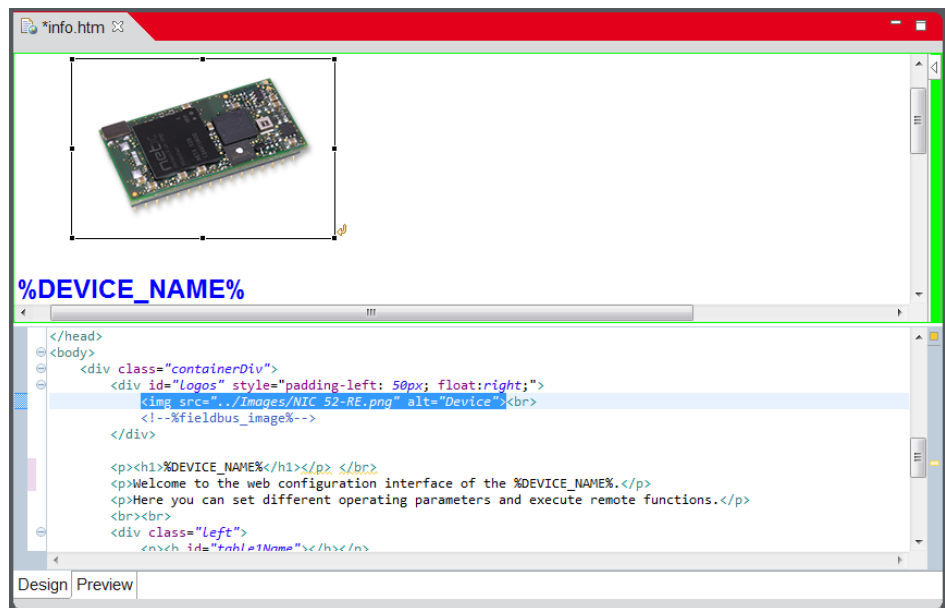 *info.htm
netX
%DEVICE_NAME%
</head>
<body>
<div class="containerDiv">
<div id="logos" style="padding-left: 50px; float:right;">
<img src="../Images/NIC 52-RE.png" alt="Device"><br>
<!--%fieldbus_image%-->
</div>
<p><h1>%DEVICE_NAME%</h1></p> </br>
<p>Welcome to the web configuration interface of the %DEVICE_NAME%.</p>
<p>Here you can set different operating parameters and execute remote functions.</p>
<br><br>
<div class="left">
<p><b id="table1Name"></b></p>
Design Preview